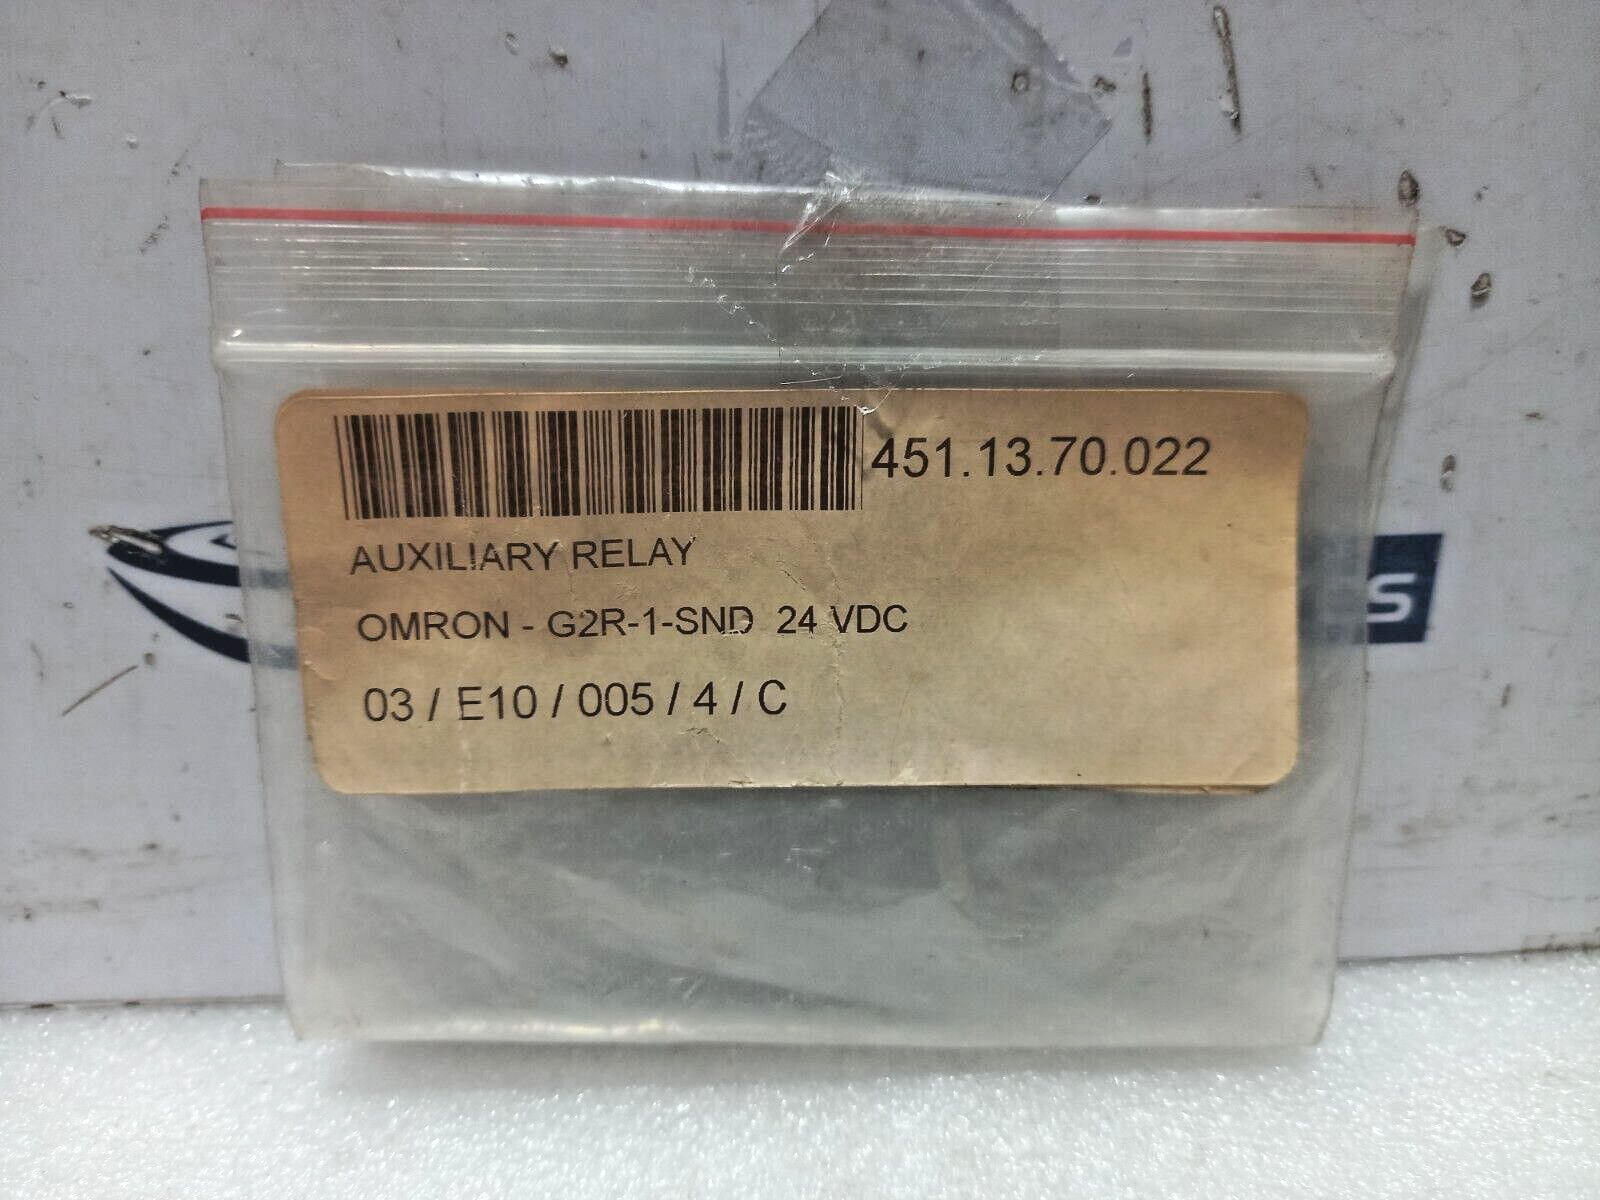 451.13.70.022
AUXILIARY RELAY
OMRON - G2R-1-SND 24 VDC
03 / E10 / 005 / 4 / C
S